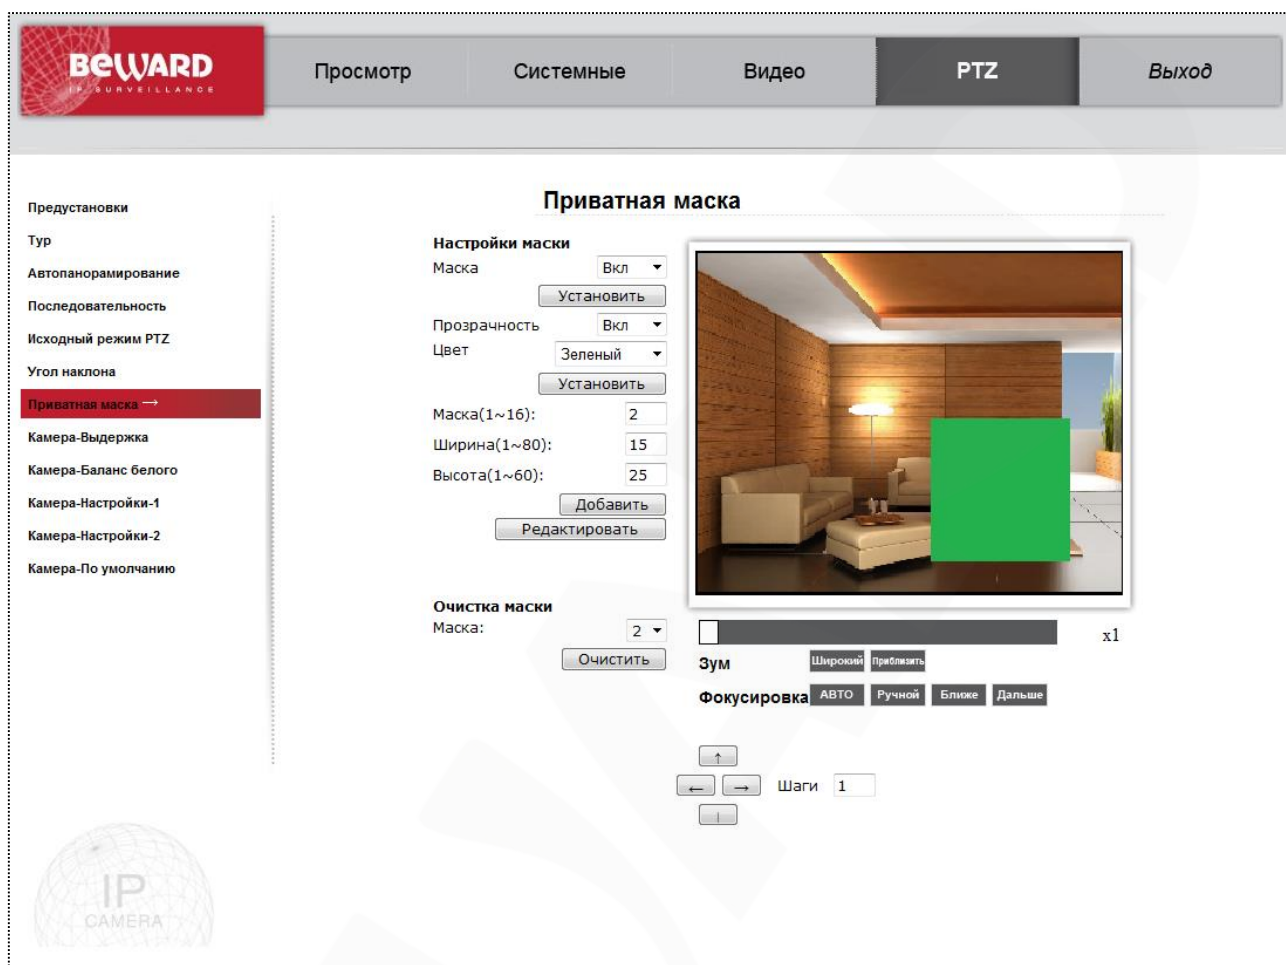 BEWARD
IP SURVEILLANCE
Просмотр
Системные
Видео
PTZ
Выход
Предустановки
Тур
Автопанорамирование
Последовательность
Исходный режим PTZ
Угол наклона
Приватная маска →
Камера-Выдержка
Камера-Баланс белого
Камера-Настройки-1
Камера-Настройки-2
Камера-По умолчанию
Приватная маска
Настройки маски
Маска Вкл
Установить
Прозрачность Вкл
Цвет Зеленый
Установить
Маска(1~16): 2
Ширина(1~80): 15
Высота(1~60): 25
Добавить
Редактировать
Очистка маски
Маска: 2
Очистить
x1
Зум Широкий Приблизить
Фокусировка АВТО Ручной Ближе Дальше
↑
← → Шаги 1
IP
CAMERA